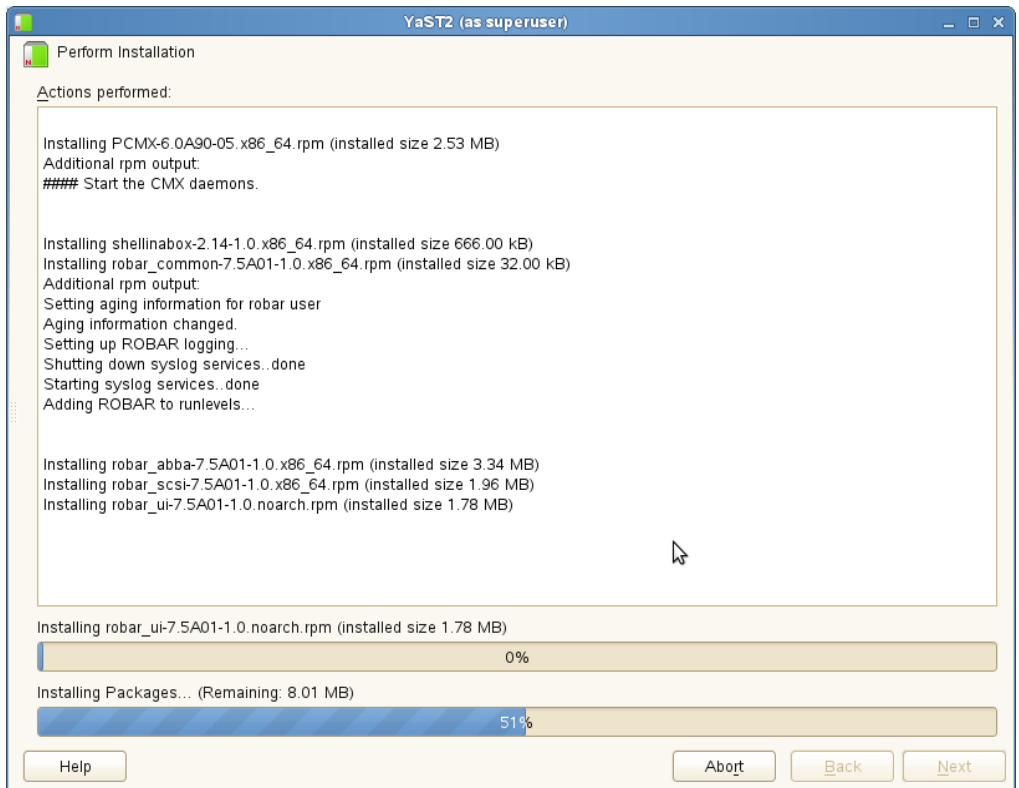 YaST2 (as superuser)
Perform Installation
Actions performed:
Installing PCMX-6.0A90-05.x86_64.rpm (installed size 2.53 MB)
Additional rpm output:
#### Start the CMX daemons.
Installing shellinabox-2.14-1.0.x86_64.rpm (installed size 666.00 kB)
Installing robar_common-7.5A01-1.0.x86_64.rpm (installed size 32.00 kB)
Additional rpm output:
Setting aging information for robar user
Aging information changed.
Setting up ROBAR logging...
Shutting down syslog services..done
Starting syslog services..done
Adding ROBAR to runlevels...
Installing robar_abba-7.5A01-1.0.x86_64.rpm (installed size 3.34 MB)
Installing robar_scsi-7.5A01-1.0.x86_64.rpm (installed size 1.96 MB)
Installing robar_ui-7.5A01-1.0.noarch.rpm (installed size 1.78 MB)
Installing robar_ui-7.5A01-1.0.noarch.rpm (installed size 1.78 MB)
0%
Installing Packages... (Remaining: 8.01 MB)
51%
Help Abort Back Next